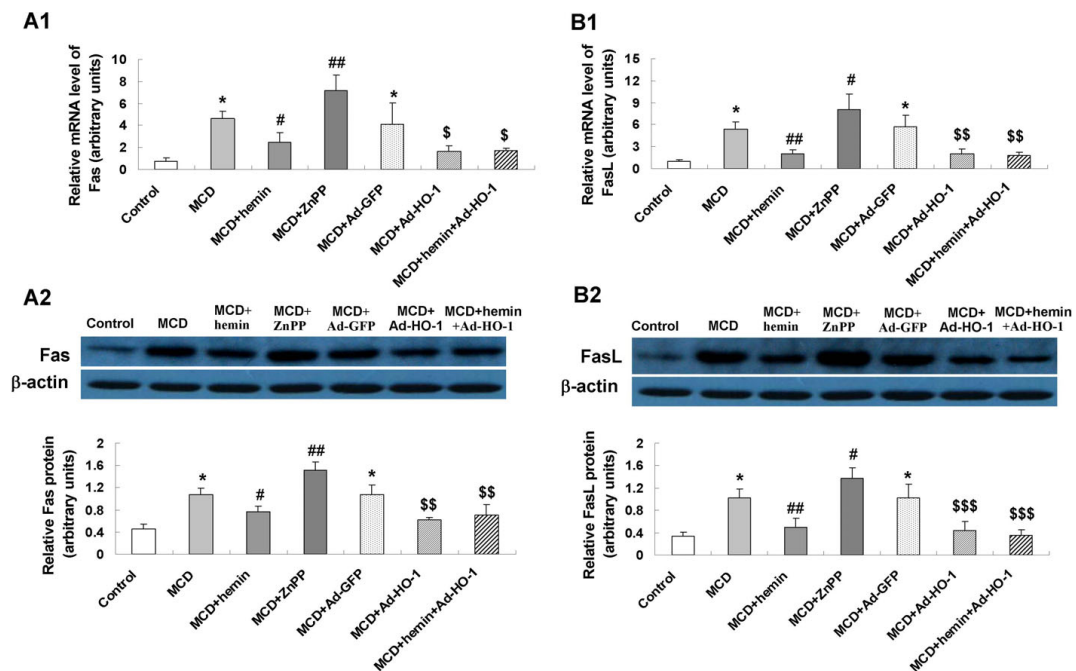 A1
Relative mRNA level of
Fas (arbitrary units)
10
8
6
4
2
0
*
#
##
*
$
$
Control
MCD
MCD+hemin
MCD+ZnPP
MCD+Ad-GFP
MCD+Ad-HO-1
MCD+hemin+Ad-HO-1
B1
Relative mRNA level of
FasL (arbitrary units)
15
12
9
6
3
0
*
##
#
*
$$
$$
Control
MCD
MCD+hemin
MCD+ZnPP
MCD+Ad-GFP
MCD+Ad-HO-1
MCD+hemin+Ad-HO-1
A2
Control
MCD
MCD+
hemin
MCD+
ZnPP
MCD+
Ad-GFP
MCD+
Ad-HO-1
MCD+hemin
+Ad-HO-1
Fas
β-actin
Relative Fas protein
(arbitrary units)
2
1.6
1.2
0.8
0.4
0
*
#
##
*
$$
$$
Control
MCD
MCD+hemin
MCD+ZnPP
MCD+Ad-GFP
MCD+Ad-HO-1
MCD+hemin+Ad-HO-1
B2
Control
MCD
MCD+
hemin
MCD+
ZnPP
MCD+
Ad-GFP
MCD+
Ad-HO-1
MCD+hemin
+Ad-HO-1
FasL
β-actin
Relative FasL protein
(arbitrary units)
2
1.6
1.2
0.8
0.4
0
*
##
#
*
$$$
$$$
Control
MCD
MCD+hemin
MCD+ZnPP
MCD+Ad-GFP
MCD+Ad-HO-1
MCD+hemin+Ad-HO-1